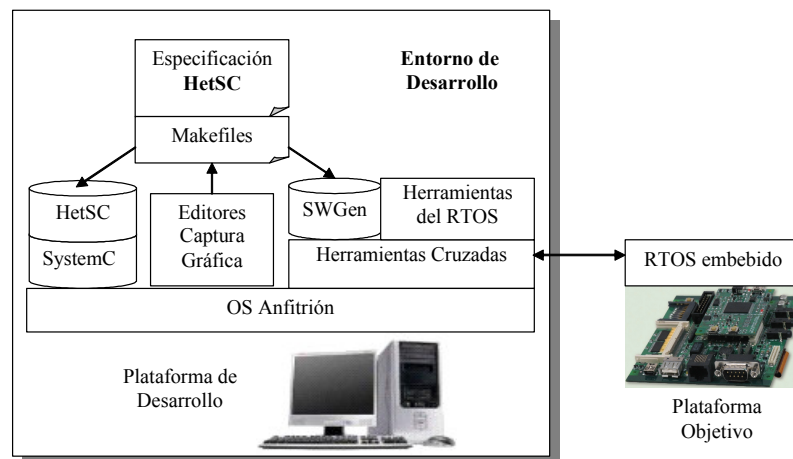 Especificación
HetSC
Entorno de
Desarrollo
Makefiles
HetSC
SystemC
Editores
Captura
Gráfica
SWGen
Herramientas
del RTOS
Herramientas Cruzadas
RTOS embebido
OS Anfitrión
Plataforma de
Desarrollo
Plataforma
Objetivo